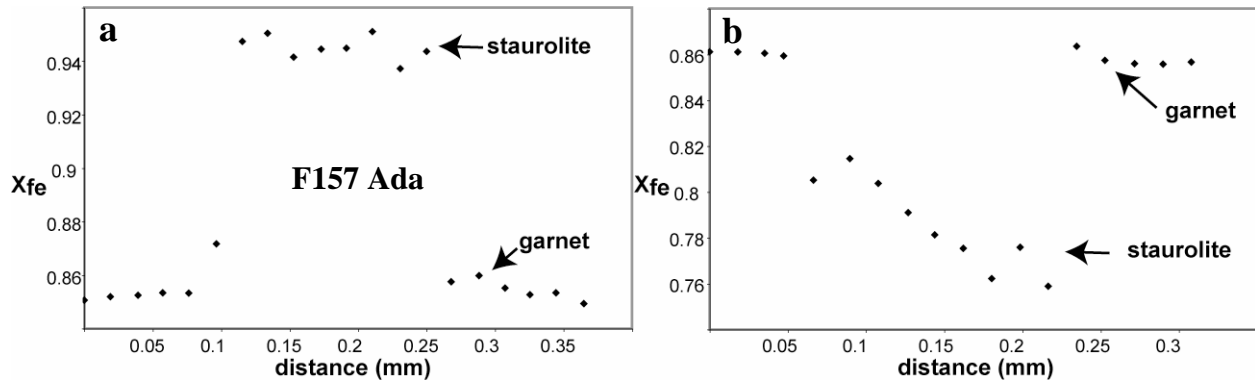 a
staurolite
0.94
0.92
0.9
Xfe
F157 Ada
0.88
garnet
0.86
0.05 0.1 0.15 0.2 0.25 0.3 0.35
distance (mm)
b
0.86
garnet
0.84
0.82
Xfe
0.8
0.78
staurolite
0.76
0.05 0.1 0.15 0.2 0.25 0.3
distance (mm)